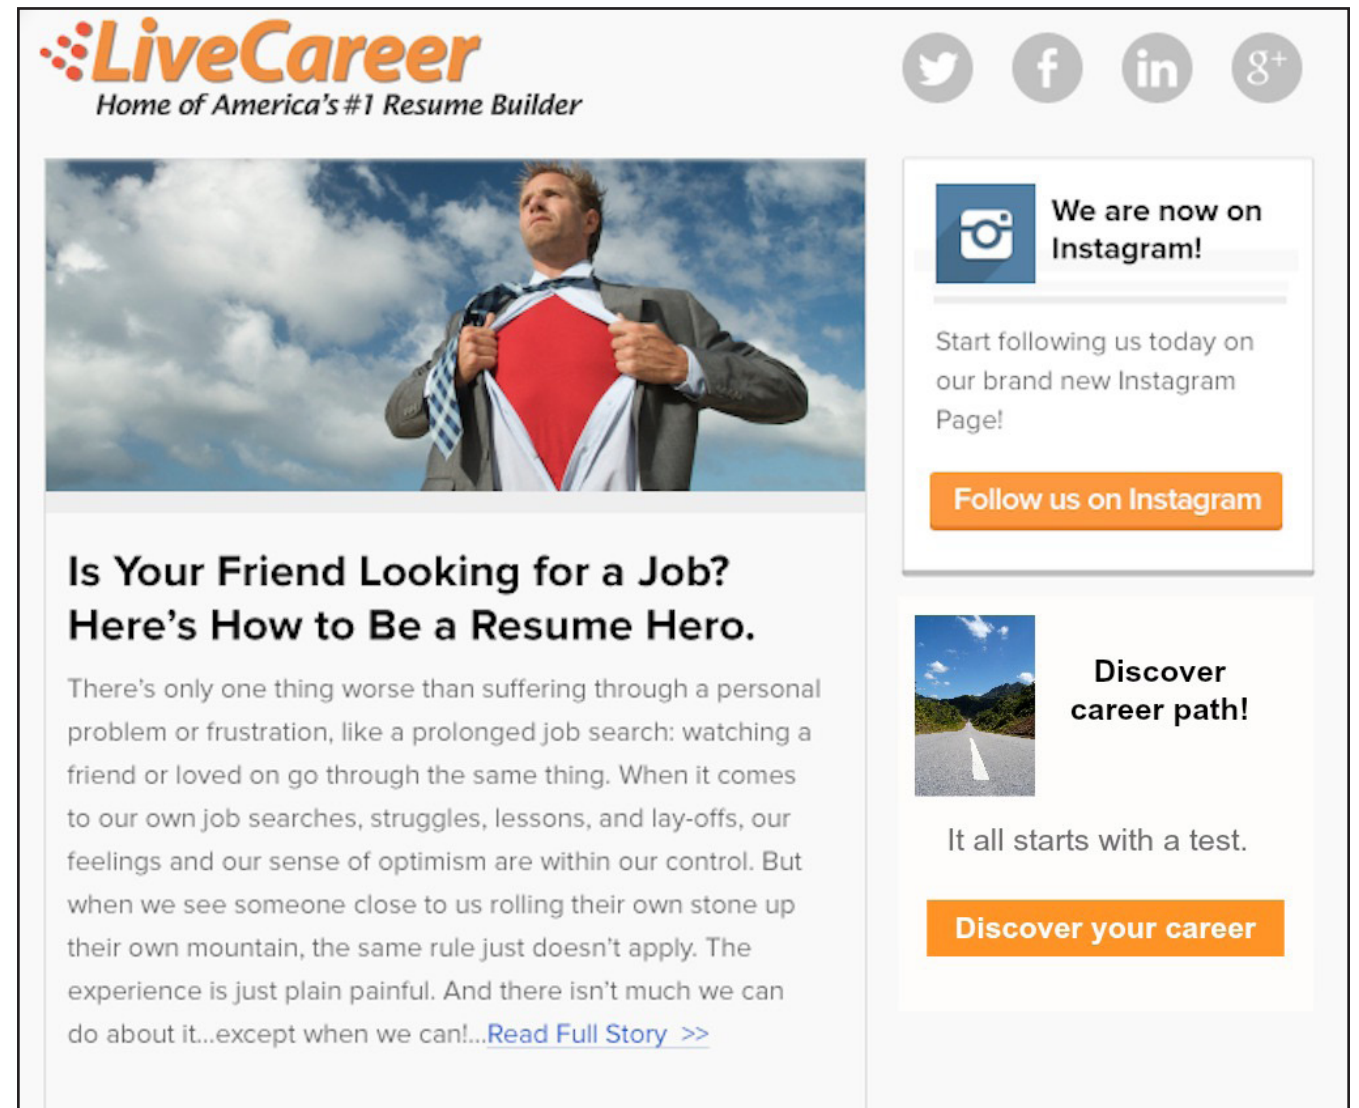 LiveCareer
Home of America's #1 Resume Builder
f
in
g+
Is Your Friend Looking for a Job?
Here's How to Be a Resume Hero.
There's only one thing worse than suffering through a personal
problem or frustration, like a prolonged job search: watching a
friend or loved on go through the same thing. When it comes
to our own job searches, struggles, lessons, and lay-offs, our
feelings and our sense of optimism are within our control. But
when we see someone close to us rolling their own stone up
their own mountain, the same rule just doesn't apply. The
experience is just plain painful. And there isn't much we can
do about it...except when we can!...Read Full Story >>
We are now on
Instagram!
Start following us today on
our brand new Instagram
Page!
Follow us on Instagram
Discover
career path!
It all starts with a test.
Discover your career